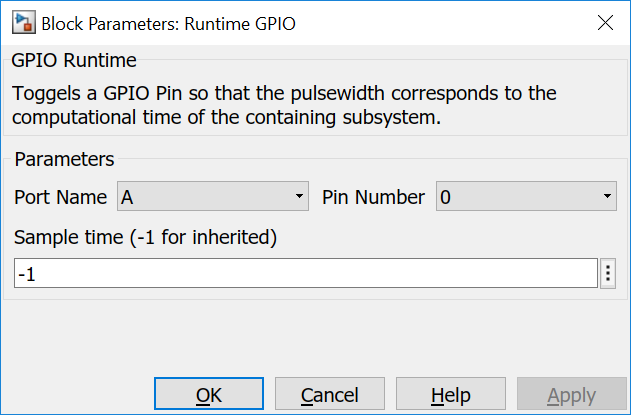 Block Parameters: Runtime GPIO
GPIO Runtime
Toggels a GPIO Pin so that the pulsewidth corresponds to the
computational time of the containing subsystem.
Parameters
Port Name A Pin Number 0
Sample time (-1 for inherited)
-1
OK Cancel Help Apply